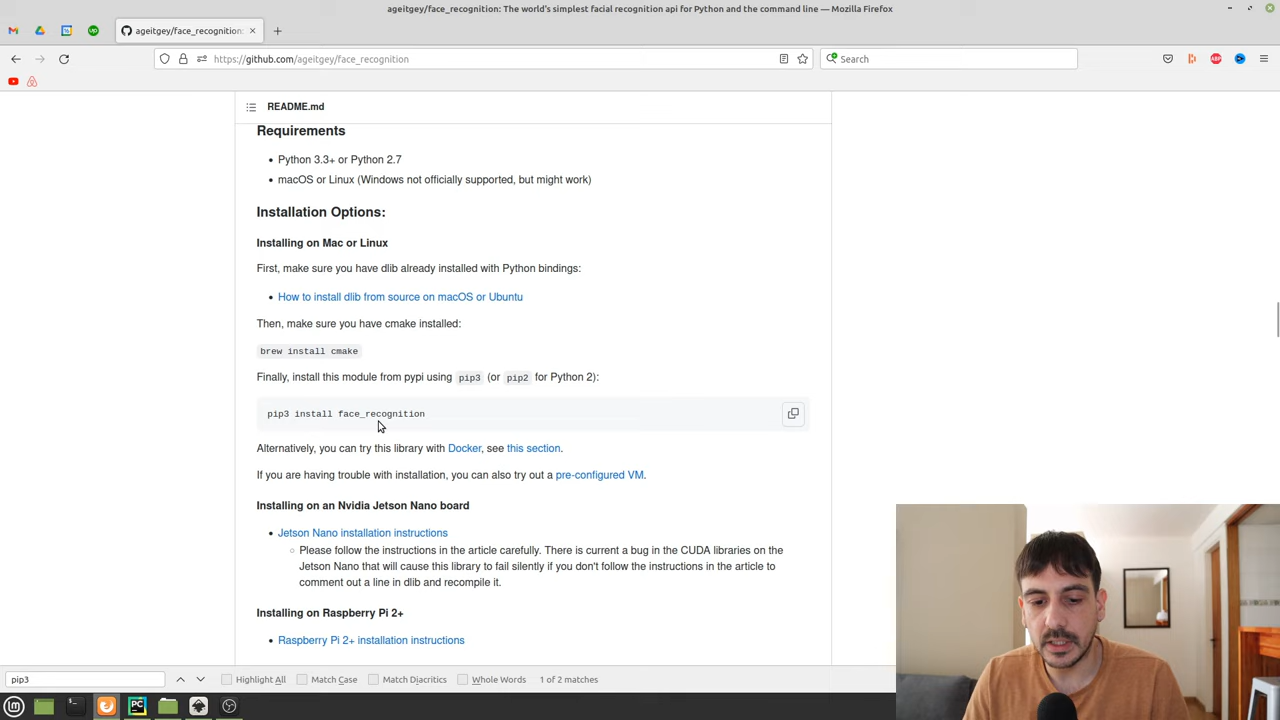 ageitgey/face_recognition: The world's simplest facial recognition api for Python and the command line — Mozilla Firefox
ageitgey/face_recognition:
https://github.com/ageitgey/face_recognition
Search
README.md
Requirements
• Python 3.3+ or Python 2.7
• macOS or Linux (Windows not officially supported, but might work)
Installation Options:
Installing on Mac or Linux
First, make sure you have dlib already installed with Python bindings:
• How to install dlib from source on macOS or Ubuntu
Then, make sure you have cmake installed:
brew install cmake
Finally, install this module from pypi using pip3 (or pip2 for Python 2):
pip3 install face_recognition
Alternatively, you can try this library with Docker, see this section.
If you are having trouble with installation, you can also try out a pre-configured VM.
Installing on an Nvidia Jetson Nano board
• Jetson Nano installation instructions
○ Please follow the instructions in the article carefully. There is current a bug in the CUDA libraries on the
Jetson Nano that will cause this library to fail silently if you don't follow the instructions in the article to
comment out a line in dlib and recompile it.
Installing on Raspberry Pi 2+
• Raspberry Pi 2+ installation instructions
pip3
Highlight All
Match Case
Match Diacritics
Whole Words
1 of 2 matches